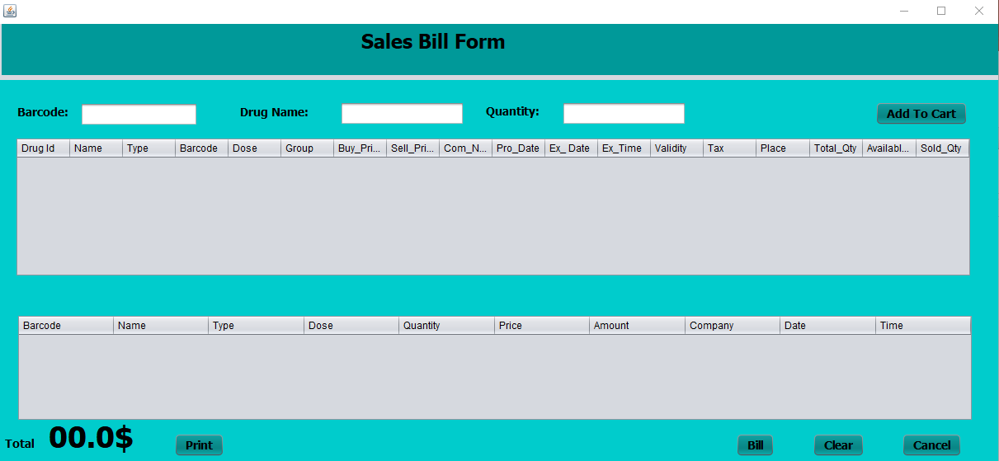 Sales Bill Form
Barcode: Drug Name: Quantity: Add To Cart
Drug Id Name Type Barcode Dose Group Buy_Pri... Sell_Pri... Com_N... Pro_Date Ex_ Date Ex_Time Validity Tax Place Total_Qty Availabl... Sold_Qty
Barcode Name Type Dose Quantity Price Amount Company Date Time
Total 00.0$ Print Bill Clear Cancel